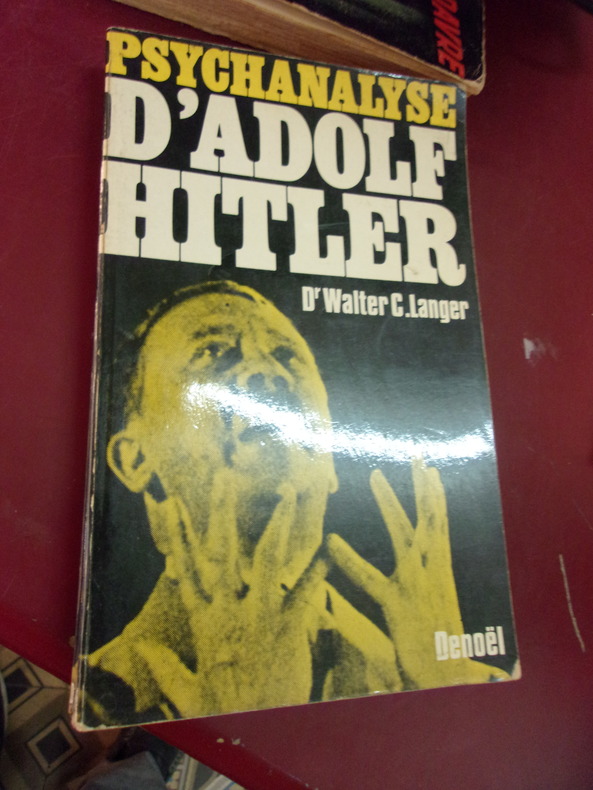 PSYCHANALYSE
D'ADOLF
HITLER
Dr Walter C. Langer
Denoël